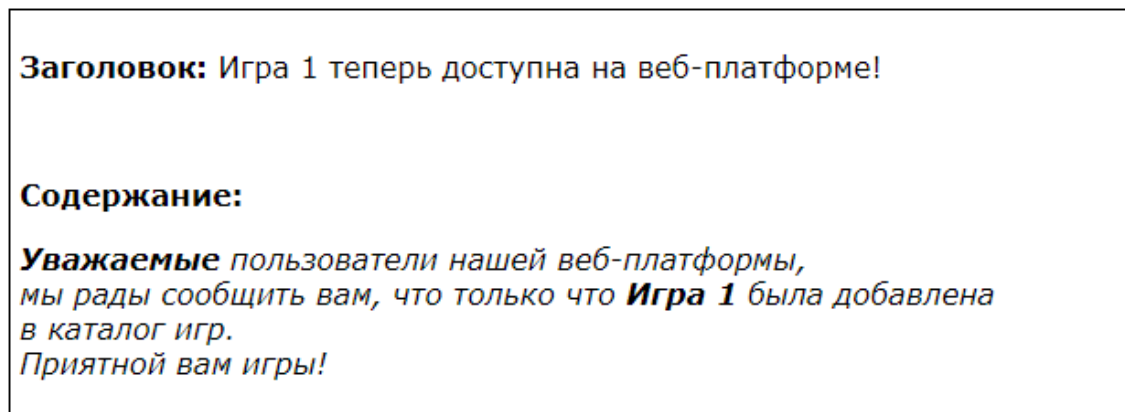 Заголовок: Игра 1 теперь доступна на веб-платформе!
Содержание:
Уважаемые пользователи нашей веб-платформы,
мы рады сообщить вам, что только что Игра 1 была добавлена
в каталог игр.
Приятной вам игры!